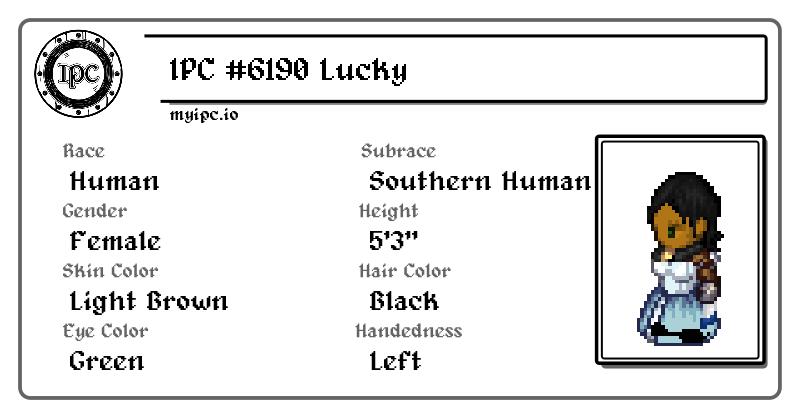 IPC
IPC #6190 Lucky
myipc.io
Race
Subrace
Human
Southern Human
Gender
Height
Female
5'3"
Skin Color
Hair Color
Light Brown
Black
Eye Color
Handedness
Green
Left